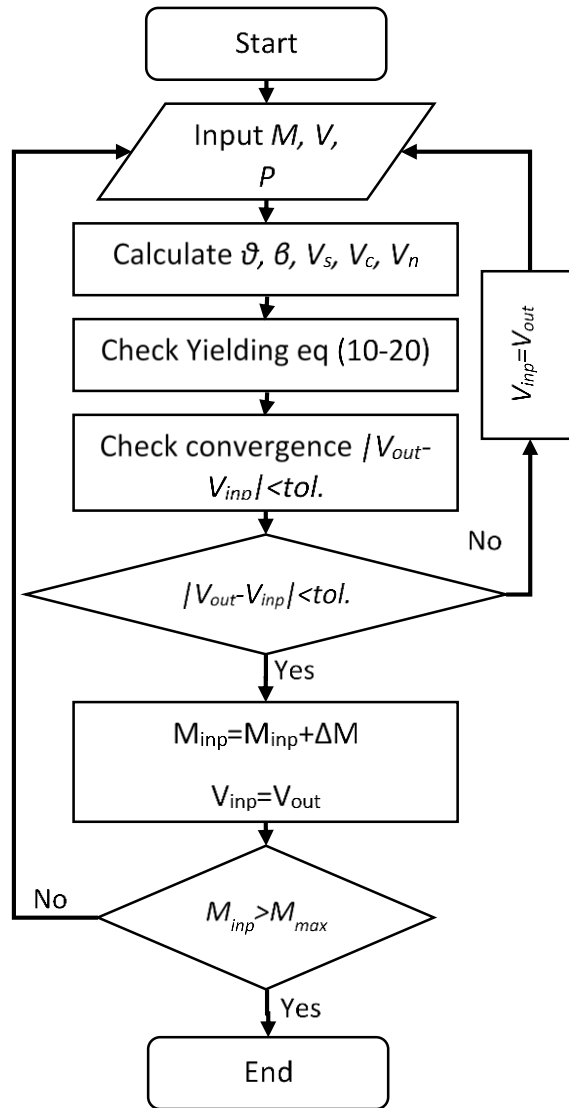 Start
Input M, V,
P
Calculate ϑ, β, Vs, Vc, Vn
Check Yielding eq (10-20)
Vinp=Vout
Check convergence |Vout-
Vinp|<tol.
No
|Vout-Vinp|<tol.
Yes
Minp=Minp+ΔM
Vinp=Vout
No
Minp>Mmax
Yes
End